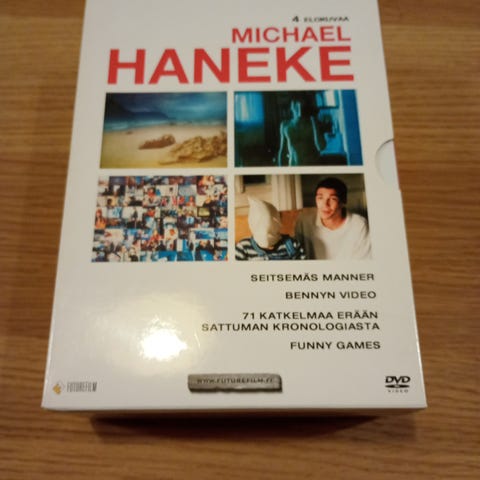 4 ELOKUVAA
MICHAEL
HANEKE
SEITSEMÄS MANNER
BENNYN VIDEO
71 KATKELMAA ERÄÄN
SATTUMAN KRONOLOGIASTA
FUNNY GAMES
FUTUREFILM
WWW.FUTUREFILM.FI
DVD
VIDEO